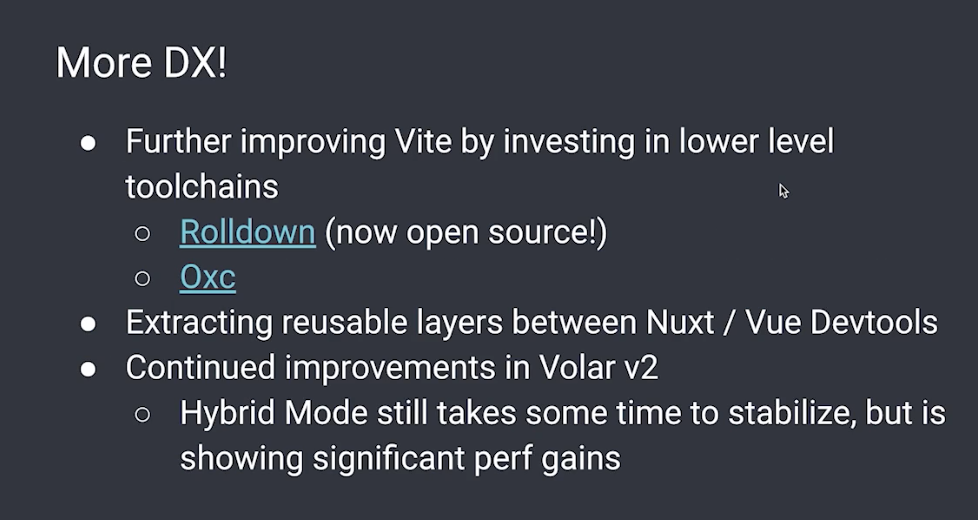 More DX!
● Further improving Vite by investing in lower level
toolchains
○ Rolldown (now open source!)
○ Oxc
● Extracting reusable layers between Nuxt / Vue Devtools
● Continued improvements in Volar v2
○ Hybrid Mode still takes some time to stabilize, but is
showing significant perf gains